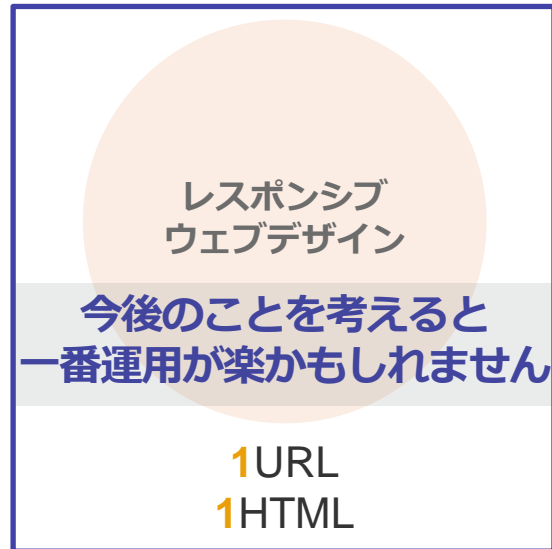 レスポンシブ
ウェブデザイン
今後のことを考えると
一番運用が楽かもしれません
1URL
1HTML